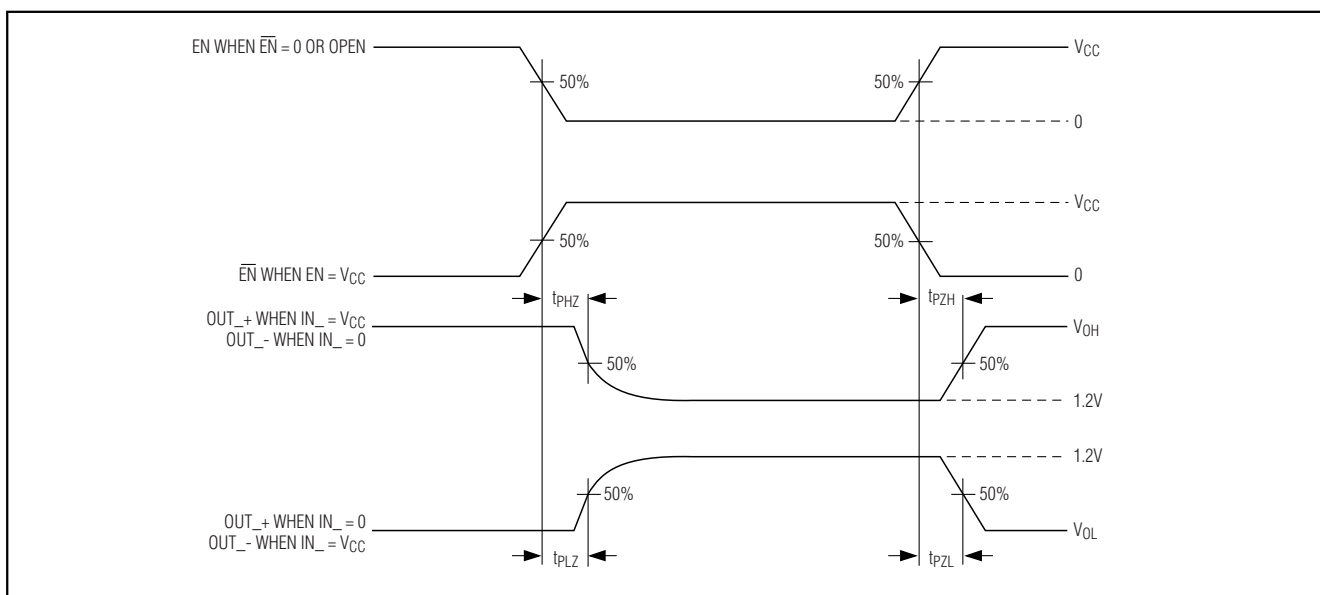 EN WHEN E̅N̅ = 0 OR OPEN
VCC
50%
50%
0
VCC
50%
50%
E̅N̅ WHEN EN = VCC
0
tPHZ
tPZH
OUT_+ WHEN IN_ = VCC
OUT_- WHEN IN_ = 0
VOH
50%
50%
1.2V
1.2V
50%
50%
OUT_+ WHEN IN_ = 0
OUT_- WHEN IN_ = VCC
VOL
tPLZ
tPZL